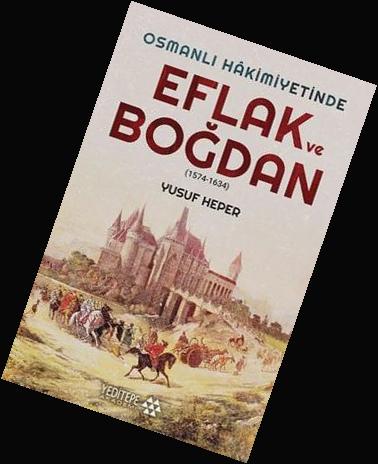 OSMANLI HÂKİMİYETİNDE
EFLAK ve
BOĞDAN
(1574-1634)
YUSUF HEPER
YEDİTEPE